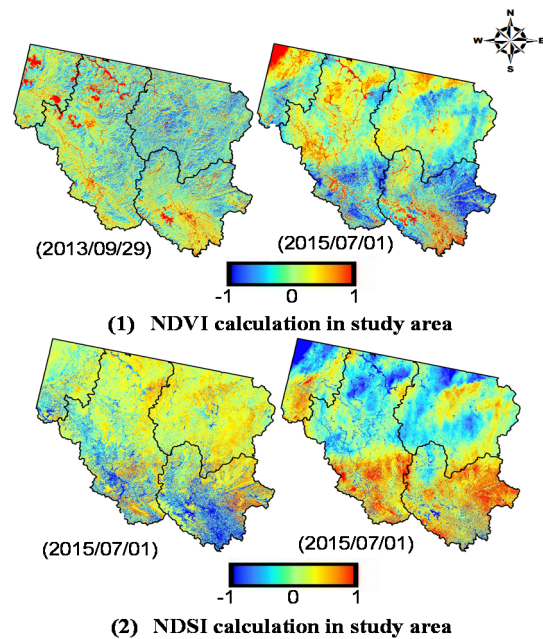 N
W E
S
(2013/09/29) (2015/07/01)
-1 0 1
(1) NDVI calculation in study area
(2015/07/01) (2015/07/01)
-1 0 1
(2) NDSI calculation in study area